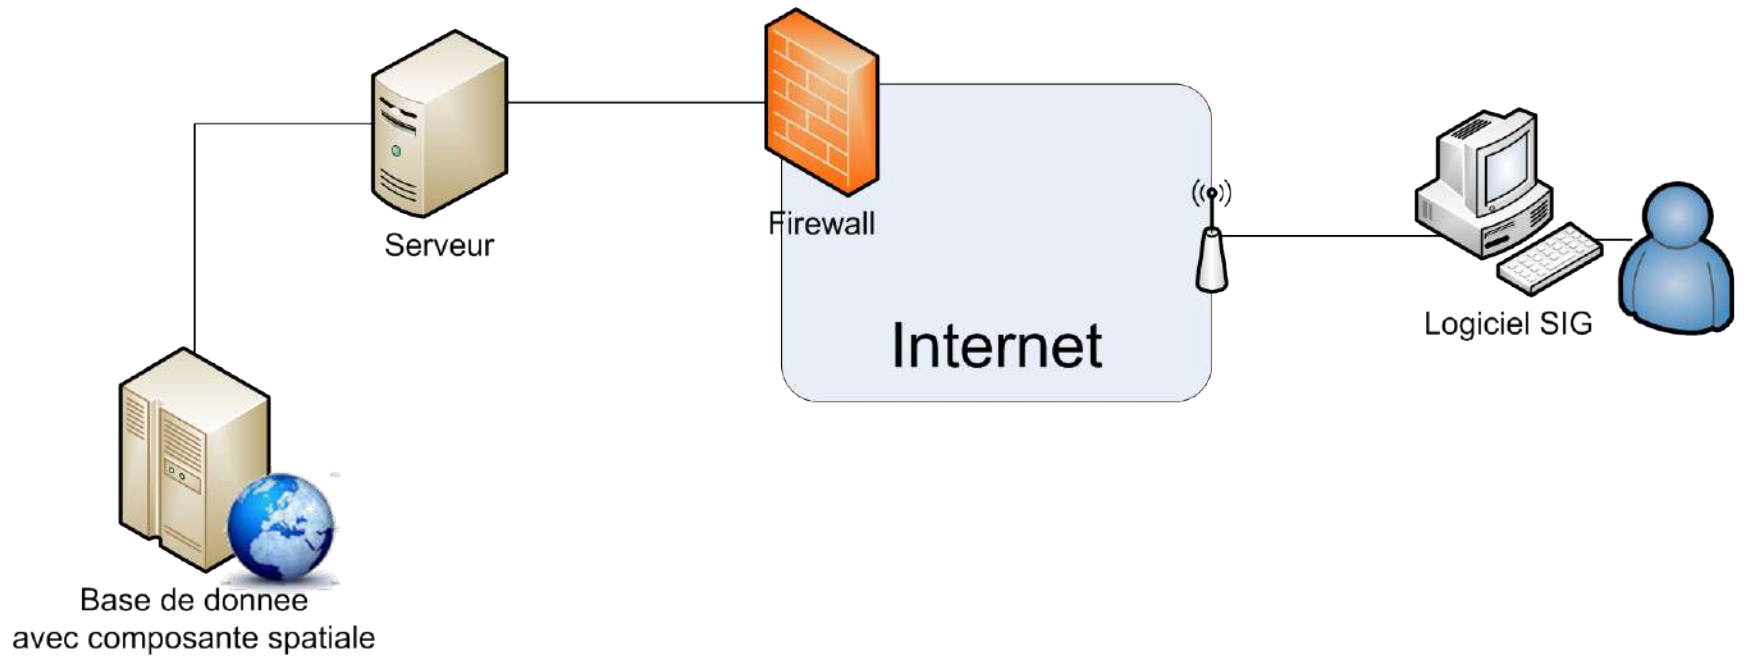 Serveur
Firewall
Internet
Logiciel SIG
Base de donnee
avec composante spatiale